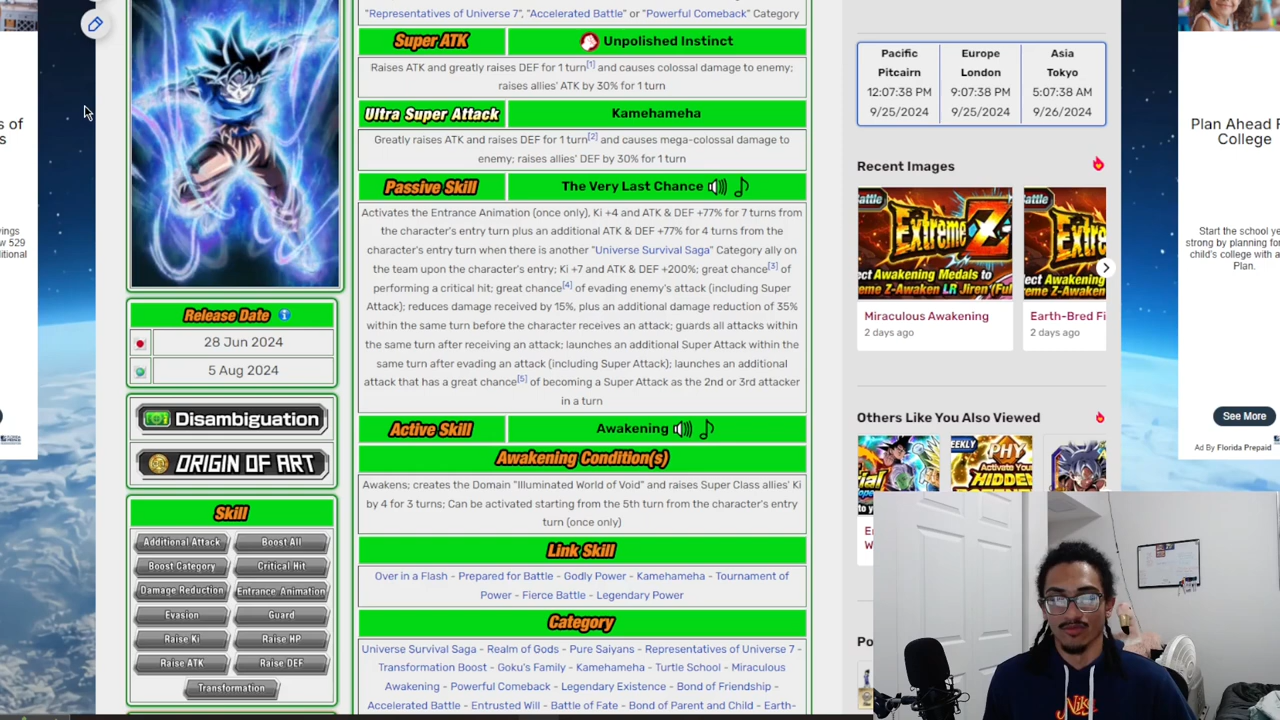 "Representatives of Universe 7", "Accelerated Battle" or "Powerful Comeback" Category
Super ATK
Unpolished Instinct
Raises ATK and greatly raises DEF for 1 turn[1] and causes colossal damage to enemy;
raises allies' ATK by 30% for 1 turn
Ultra Super Attack
Kamehameha
Greatly raises ATK and raises DEF for 1 turn[2] and causes mega-colossal damage to
enemy; raises allies' DEF by 30% for 1 turn
Passive Skill
The Very Last Chance
Activates the Entrance Animation (once only), Ki +4 and ATK & DEF +77% for 7 turns from
the character's entry turn plus an additional ATK & DEF +77% for 4 turns from the
character's entry turn when there is another "Universe Survival Saga" Category ally on
the team upon the character's entry; Ki +7 and ATK & DEF +200%; great chance[3] of
performing a critical hit; great chance[4] of evading enemy's attack (including Super
Attack); reduces damage received by 15%, plus an additional damage reduction of 35%
within the same turn before the character receives an attack; guards all attacks within
the same turn after receiving an attack; launches an additional Super Attack within the
same turn after evading an attack (including Super Attack); launches an additional
attack that has a great chance[5] of becoming a Super Attack as the 2nd or 3rd attacker
in a turn
Active Skill
Awakening
Awakening Condition(s)
Awakens; creates the Domain "Illuminated World of Void" and raises Super Class allies' Ki
by 4 for 3 turns; Can be activated starting from the 5th turn from the character's entry
turn (once only)
Link Skill
Over in a Flash - Prepared for Battle - Godly Power - Kamehameha - Tournament of
Power - Fierce Battle - Legendary Power
Category
Universe Survival Saga - Realm of Gods - Pure Saiyans - Representatives of Universe 7 -
Transformation Boost - Goku's Family - Kamehameha - Turtle School - Miraculous
Awakening - Powerful Comeback - Legendary Existence - Bond of Friendship -
Accelerated Battle - Entrusted Will - Battle of Fate - Bond of Parent and Child - Earth-
Release Date
28 Jun 2024
5 Aug 2024
Disambiguation
ORIGIN OF ART
Skill
Additional Attack
Boost All
Boost Category
Critical Hit
Damage Reduction
Entrance Animation
Evasion
Guard
Raise Ki
Raise HP
Raise ATK
Raise DEF
Transformation
Pacific
Europe
Asia
Pitcairn
London
Tokyo
12:07:38 PM
9:07:38 PM
5:07:38 AM
9/25/2024
9/25/2024
9/26/2024
Recent Images
Extreme Z
Miraculous Awakening
2 days ago
Earth-Bred Fi
2 days ago
Others Like You Also Viewed
PHY
HIDDEN
Po
Plan Ahead
College
See More
Ad By Florida Prepaid
s of
Nike